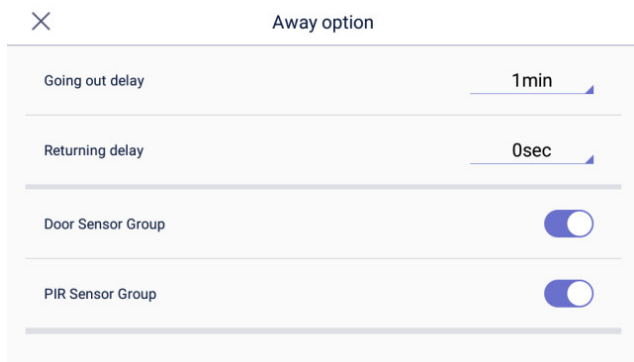 Away option
Going out delay 1min
Returning delay 0sec
Door Sensor Group
PIR Sensor Group